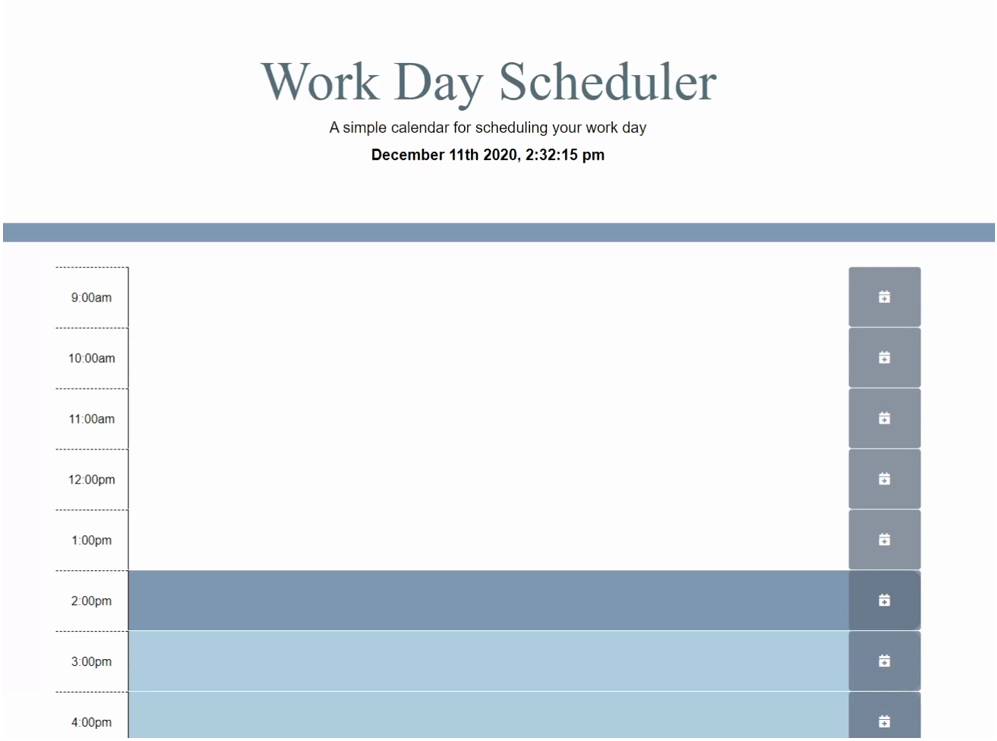 Work Day Scheduler
A simple calendar for scheduling your work day
December 11th 2020, 2:32:15 pm
9:00am
10:00am
11:00am
12:00pm
1:00pm
2:00pm
3:00pm
4:00pm